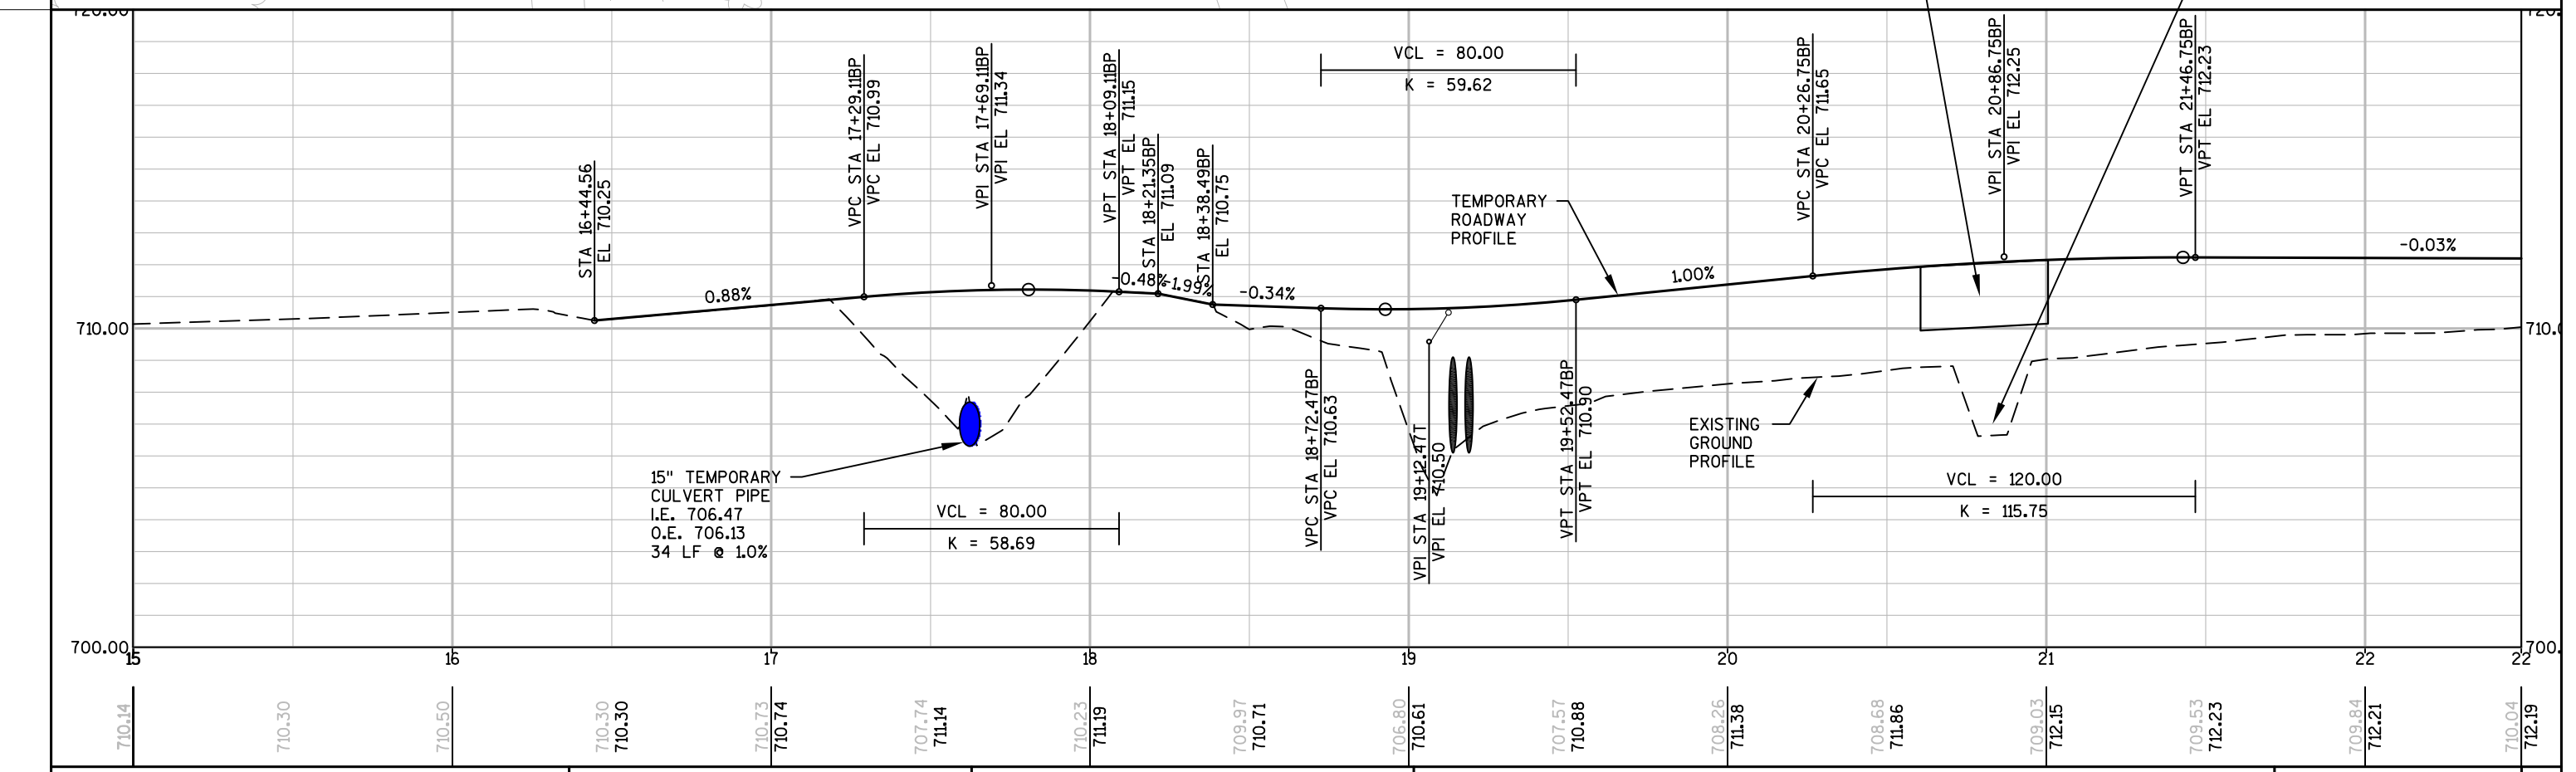 720.00
720.
VPC STA 17+29.11BP
VPC EL 710.99
VPI STA 17+69.11BP
VPI EL 711.34
VPT STA 18+09.11BP
VPT EL 711.15
VCL = 80.00
K = 59.62
VPC STA 20+26.75BP
VPC EL 711.65
VPI STA 20+86.75BP
VPI EL 712.25
VPT STA 21+46.75BP
VPT EL 712.23
STA 16+44.56
EL 710.25
STA 18+21.35BP
EL 711.09
STA 18+38.49BP
EL 710.75
TEMPORARY
ROADWAY
PROFILE
0.88%
-0.48%
-1.99%
-0.34%
1.00%
-0.03%
710.00
710.
VPC STA 18+72.47BP
VPC EL 710.63
VPI STA 19+12.47T
VPI EL 710.50
VPT STA 19+52.47BP
VPT EL 710.90
EXISTING
GROUND
PROFILE
15" TEMPORARY
CULVERT PIPE
I.E. 706.47
O.E. 706.13
34 LF @ 1.0%
VCL = 80.00
K = 58.69
VCL = 120.00
K = 115.75
700.00
700.
15 16 17 18 19 20 21 22 22
710.14
710.30
710.50
710.30 710.30
710.73 710.74
707.74 711.14
710.23 711.19
709.97 710.71
706.80 710.61
707.57 710.88
708.26 711.38
708.68 711.86
709.03 712.15
709.53 712.23
709.84 712.21
710.04 712.19